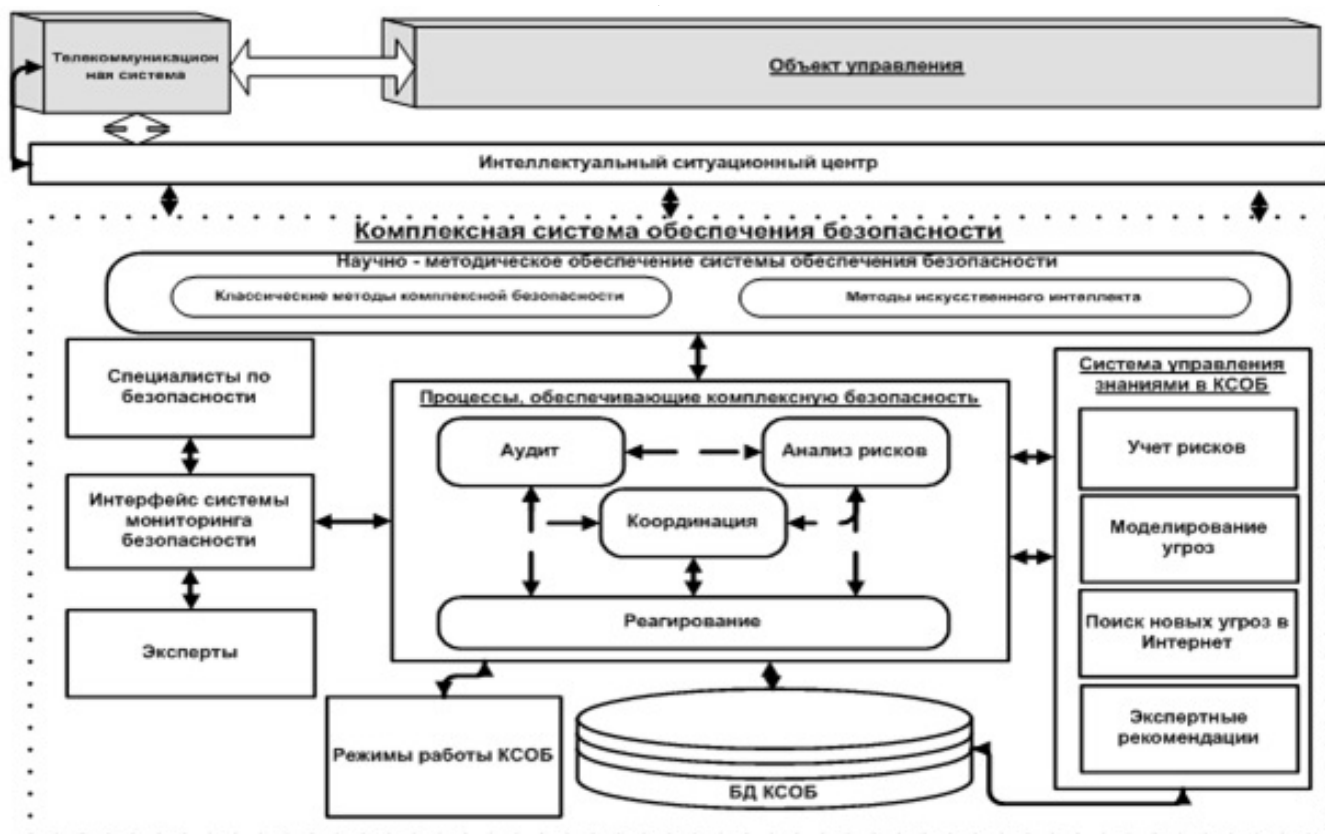 Телекоммуникацион
ная система
Объект управления
Интеллектуальный ситуационный центр
Комплексная система обеспечения безопасности
Научно - методическое обеспечение системы обеспечения безопасности
Классические методы комплексной безопасности
Методы искусственного интеллекта
Специалисты по
безопасности
Интерфейс системы
мониторинга
безопасности
Эксперты
Процессы, обеспечивающие комплексную безопасность
Аудит
Анализ рисков
Координация
Реагирование
Режимы работы КСОБ
БД КСОБ
Система управления
знаниями в КСОБ
Учет рисков
Моделирование
угроз
Поиск новых угроз в
Интернет
Экспертные
рекомендации